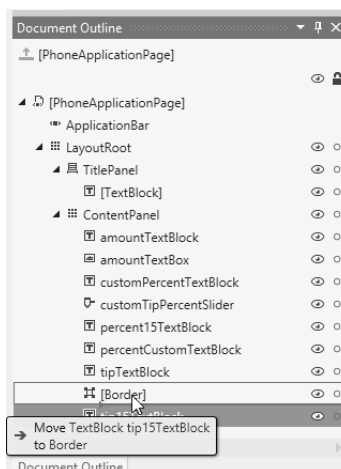 Document Outline
[PhoneApplicationPage]
[PhoneApplicationPage]
ApplicationBar
LayoutRoot
TitlePanel
[TextBlock]
ContentPanel
amountTextBlock
amountTextBox
customPercentTextBlock
customTipPercentSlider
percent15TextBlock
percentCustomTextBlock
tipTextBlock
[Border]
tip15TextBlock
Move TextBlock tip15TextBlock
to Border
Document Outline